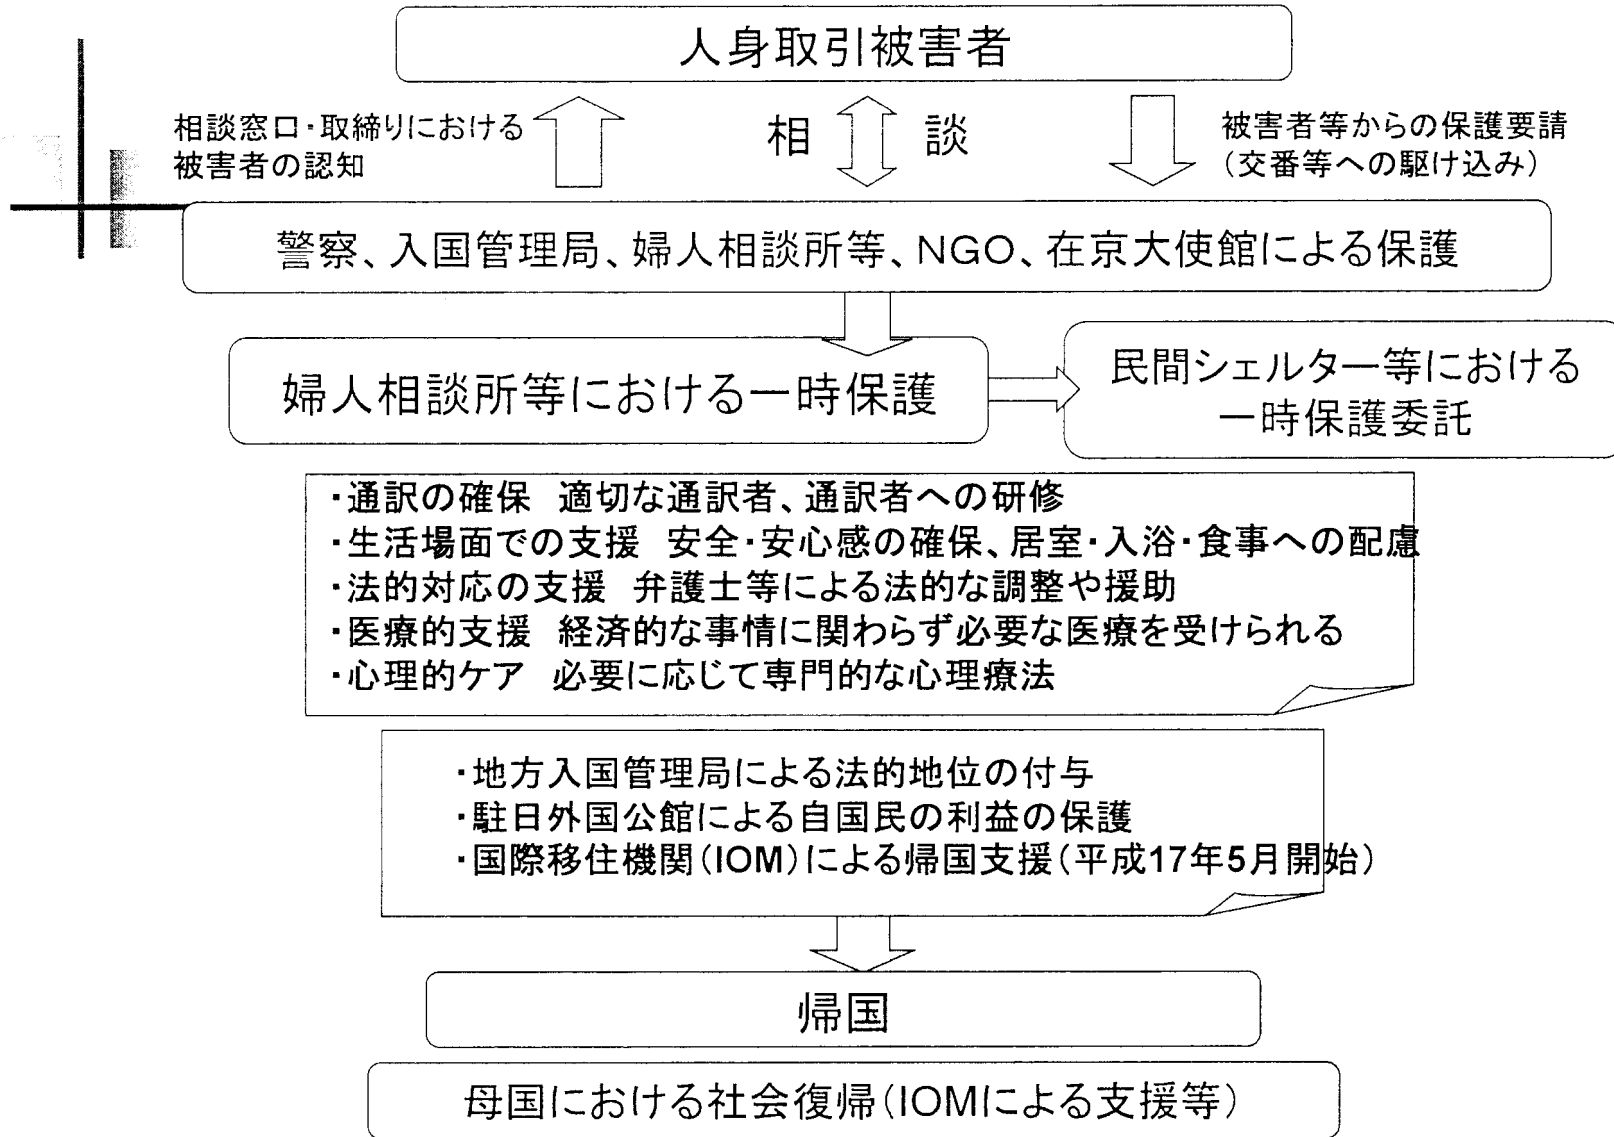 人身取引被害者
相談窓口・取締りにおける
被害者の認知
相 談
被害者等からの保護要請
(交番等への駆け込み)
警察、入国管理局、婦人相談所等、NGO、在京大使館による保護
婦人相談所等における一時保護
民間シェルター等における
一時保護委託
・通訳の確保 適切な通訳者、通訳者への研修
・生活場面での支援 安全・安心感の確保、居室・入浴・食事への配慮
・法的対応の支援 弁護士等による法的な調整や援助
・医療的支援 経済的な事情に関わらず必要な医療を受けられる
・心理的ケア 必要に応じて専門的な心理療法
・地方入国管理局による法的地位の付与
・駐日外国公館による自国民の利益の保護
・国際移住機関(IOM)による帰国支援(平成17年5月開始)
帰国
母国における社会復帰(IOMによる支援等)